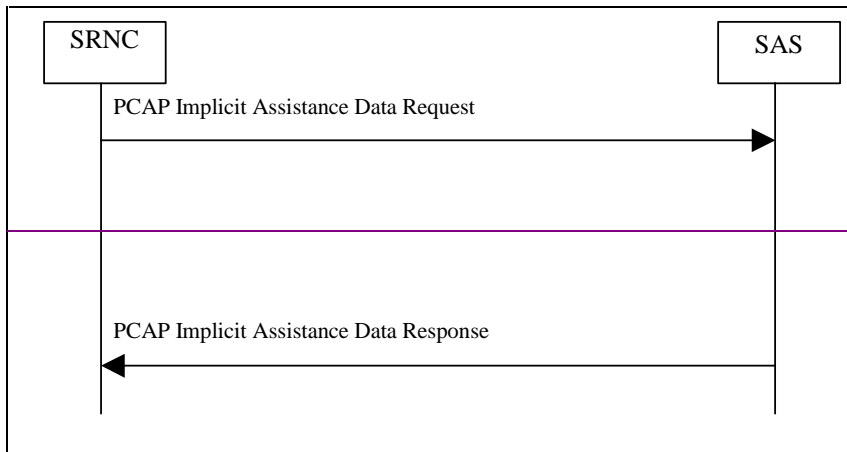 SRNC
SAS
PCAP Implicit Assistance Data Request
PCAP Implicit Assistance Data Response